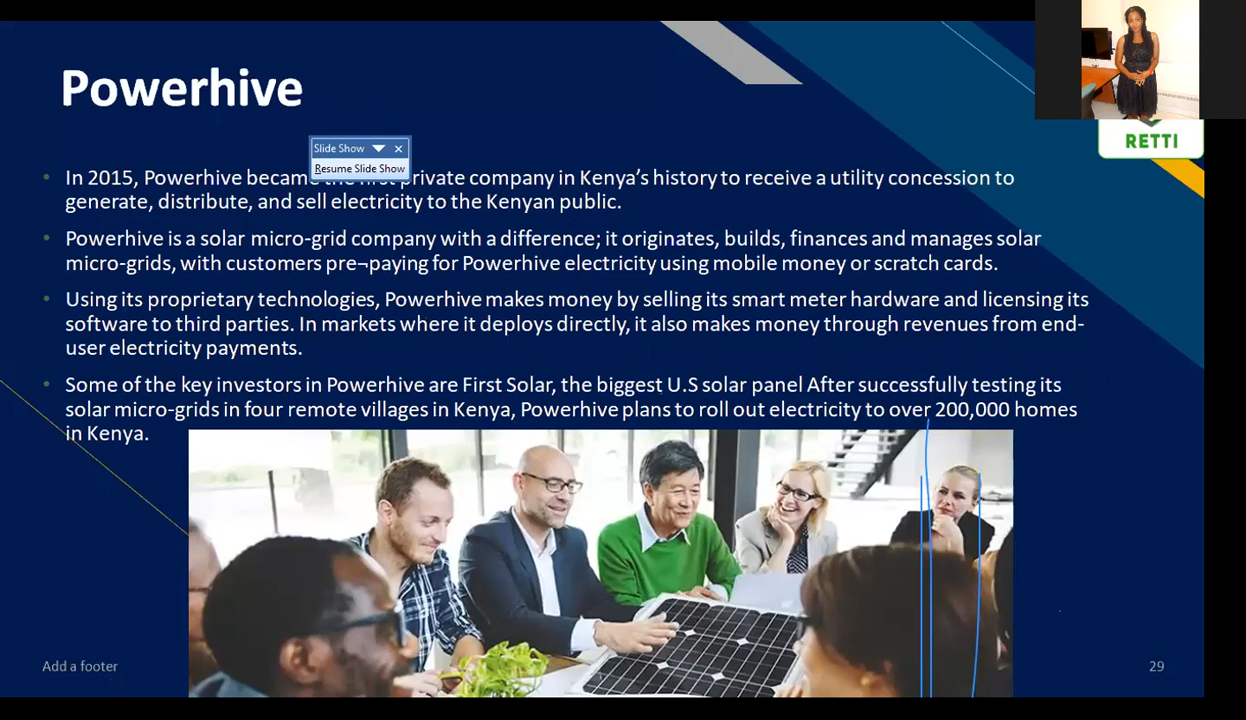 Powerhive
Slide Show
Resume Slide Show
RETTI
• In 2015, Powerhive became the first private company in Kenya's history to receive a utility concession to
generate, distribute, and sell electricity to the Kenyan public.
• Powerhive is a solar micro-grid company with a difference; it originates, builds, finances and manages solar
micro-grids, with customers pre¬paying for Powerhive electricity using mobile money or scratch cards.
• Using its proprietary technologies, Powerhive makes money by selling its smart meter hardware and licensing its
software to third parties. In markets where it deploys directly, it also makes money through revenues from end-
user electricity payments.
• Some of the key investors in Powerhive are First Solar, the biggest U.S solar panel After successfully testing its
solar micro-grids in four remote villages in Kenya, Powerhive plans to roll out electricity to over 200,000 homes
in Kenya.
Add a footer
29